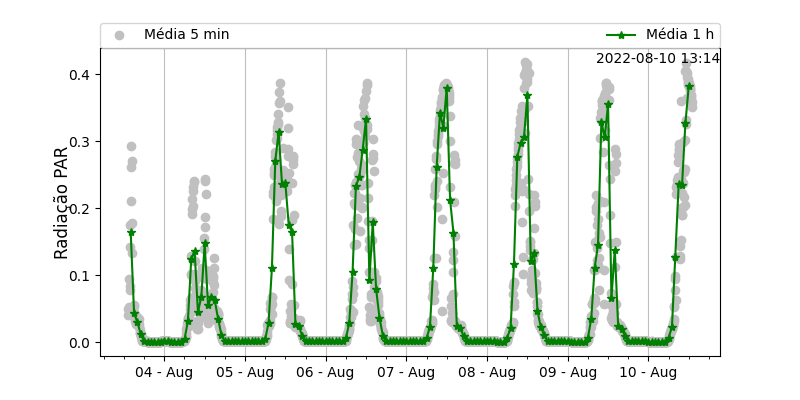 Média 5 min
Média 1 h
2022-08-10 13:14
Radiação PAR
0.4
0.3
0.2
0.1
0.0
04 - Aug
05 - Aug
06 - Aug
07 - Aug
08 - Aug
09 - Aug
10 - Aug